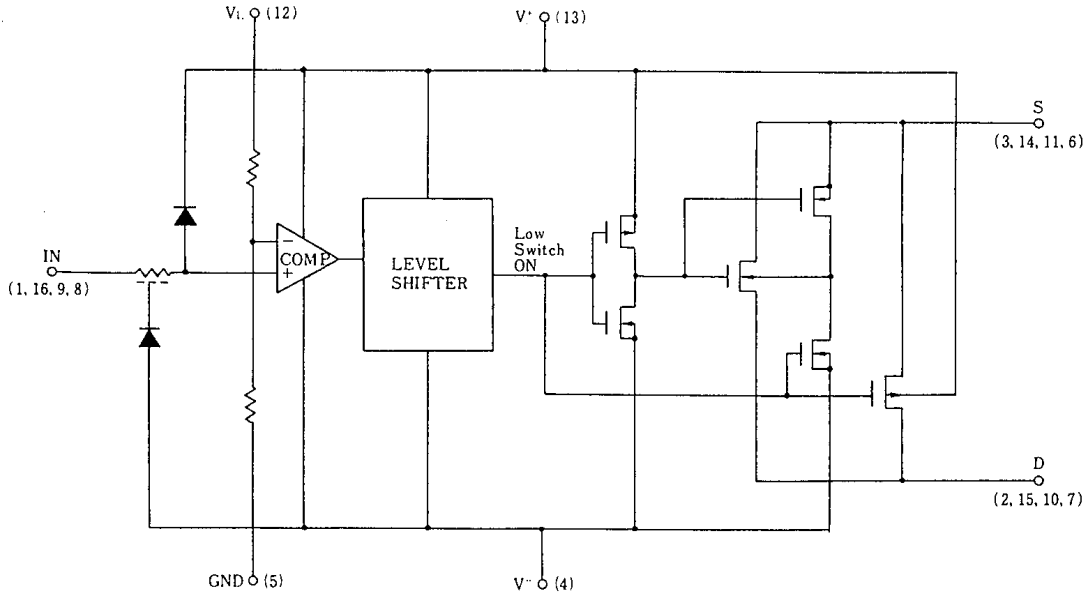 (12)
(13)
S
(3, 14, 11, 6)
Low
Switch
ON
−
COMP
+
IN
(1, 16, 9, 8)
LEVEL
SHIFTER
D
(2, 15, 10, 7)
GND (5)
(4)